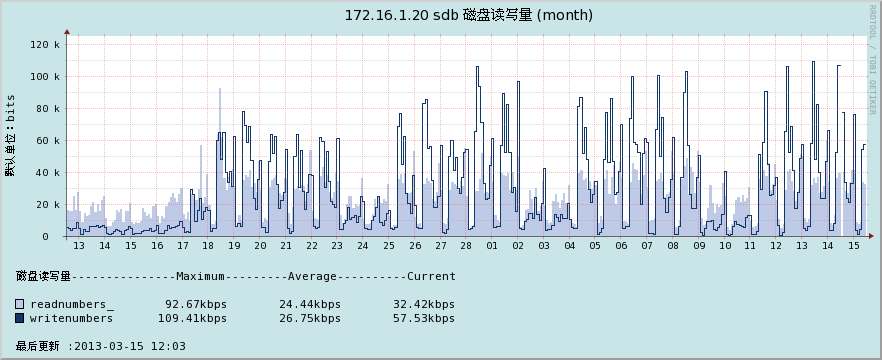 172.16.1.20 sdb 磁盘读写量 (month)
RRDTOOL / TOBI OETIKER
默认单位：bits
120 k
100 k
80 k
60 k
40 k
20 k
0
13 14 15 16 17 18 19 20 21 22 23 24 25 26 27 28 01 02 03 04 05 06 07 08 09 10 11 12 13 14 15
磁盘读写量---------------Maximum---------Average----------Current
readnumbers_ 92.67kbps 24.44kbps 32.42kbps
writenumbers 109.41kbps 26.75kbps 57.53kbps
最后更新 :2013-03-15 12:03